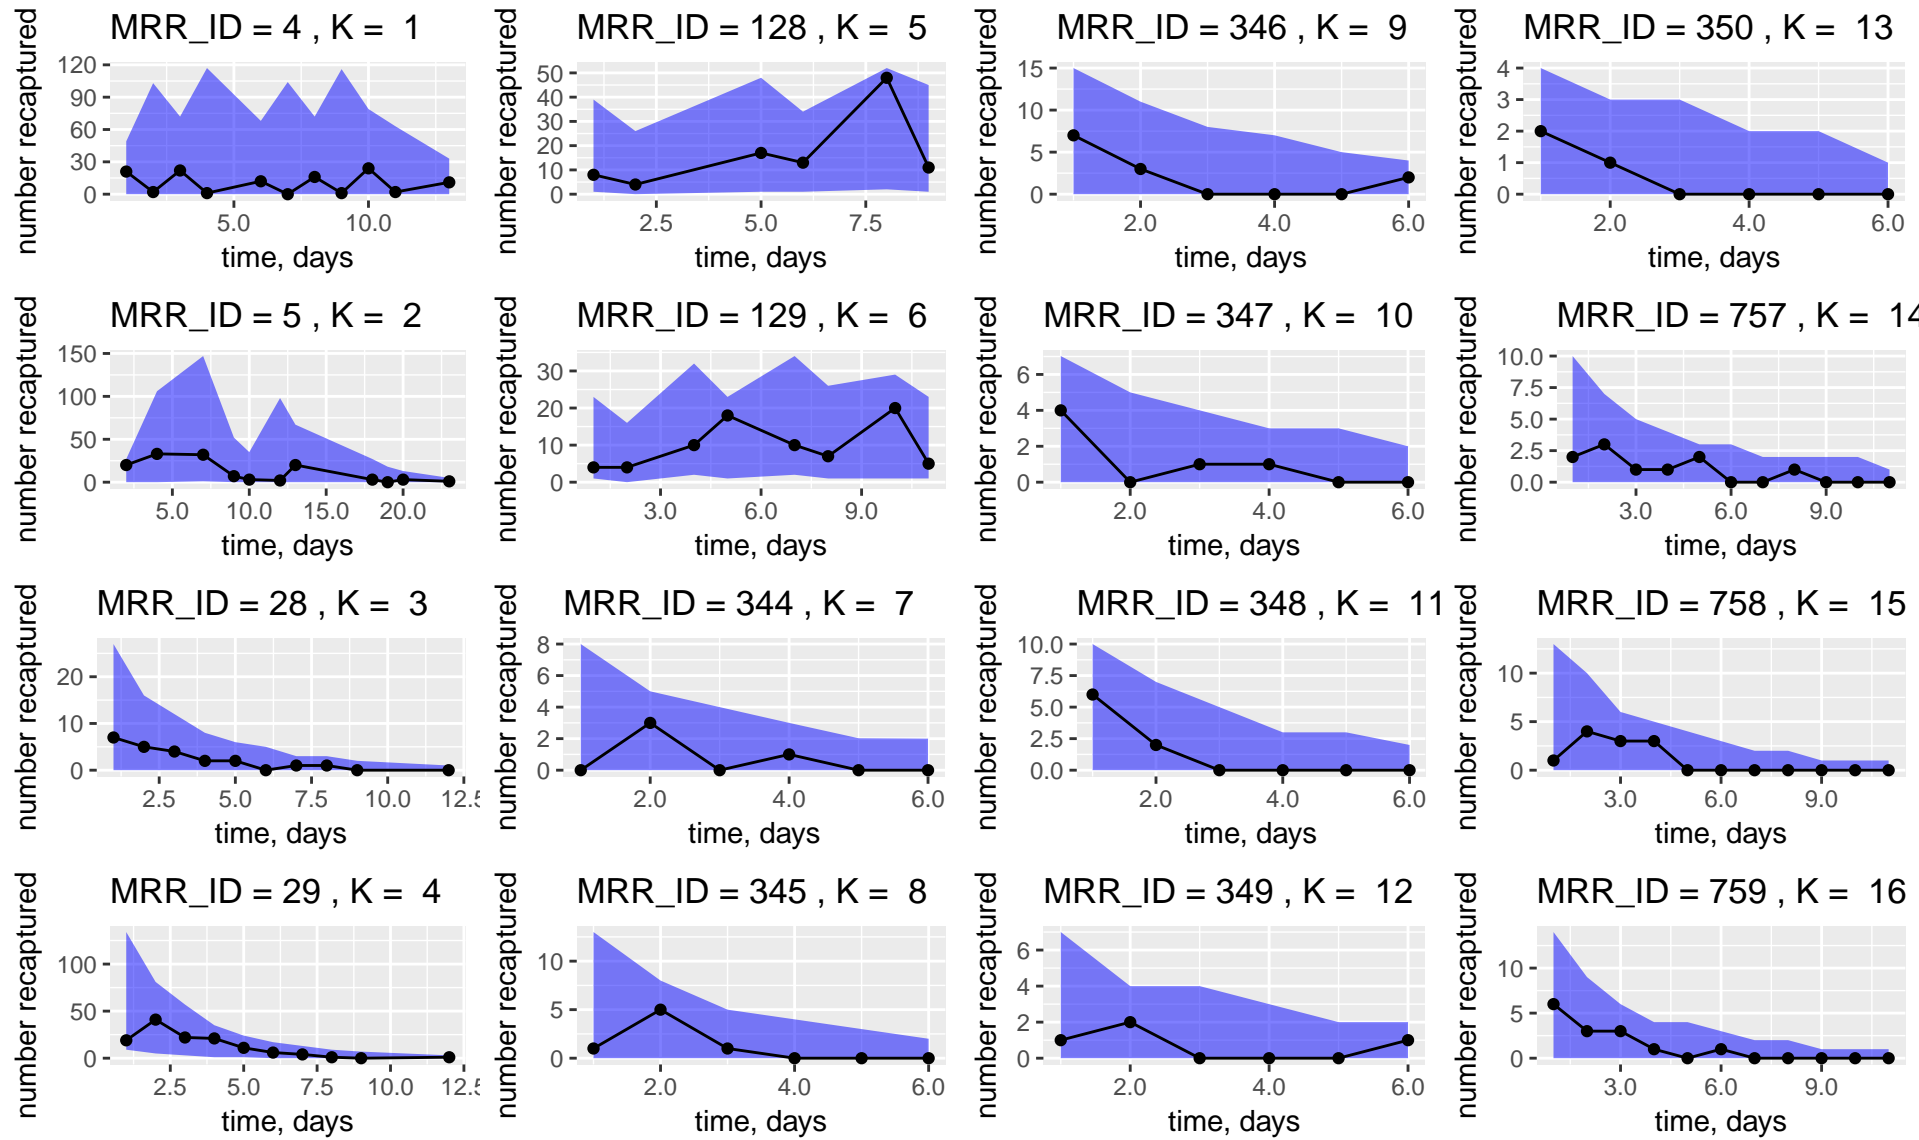 MRR_ID = 4 , K =  1
number recaptured
120
90
60
30
0
5.0 10.0
time, days
MRR_ID = 128 , K =  5
number recaptured
50
40
30
20
10
0
2.5 5.0 7.5
time, days
MRR_ID = 346 , K =  9
number recaptured
15
10
5
0
2.0 4.0 6.0
time, days
MRR_ID = 350 , K =  13
number recaptured
4
3
2
1
0
2.0 4.0 6.0
time, days
MRR_ID = 5 , K =  2
number recaptured
150
100
50
0
5.0 10.0 15.0 20.0
time, days
MRR_ID = 129 , K =  6
number recaptured
30
20
10
0
3.0 6.0 9.0
time, days
MRR_ID = 347 , K =  10
number recaptured
6
4
2
0
2.0 4.0 6.0
time, days
MRR_ID = 757 , K =  14
number recaptured
10.0
7.5
5.0
2.5
0.0
3.0 6.0 9.0
time, days
MRR_ID = 28 , K =  3
number recaptured
20
10
0
2.5 5.0 7.5 10.0 12.5
time, days
MRR_ID = 344 , K =  7
number recaptured
8
6
4
2
0
2.0 4.0 6.0
time, days
MRR_ID = 348 , K =  11
number recaptured
10.0
7.5
5.0
2.5
0.0
2.0 4.0 6.0
time, days
MRR_ID = 758 , K =  15
number recaptured
10
5
0
3.0 6.0 9.0
time, days
MRR_ID = 29 , K =  4
number recaptured
100
50
0
2.5 5.0 7.5 10.0 12.5
time, days
MRR_ID = 345 , K =  8
number recaptured
10
5
0
2.0 4.0 6.0
time, days
MRR_ID = 349 , K =  12
number recaptured
6
4
2
0
2.0 4.0 6.0
time, days
MRR_ID = 759 , K =  16
number recaptured
10
5
0
3.0 6.0 9.0
time, days